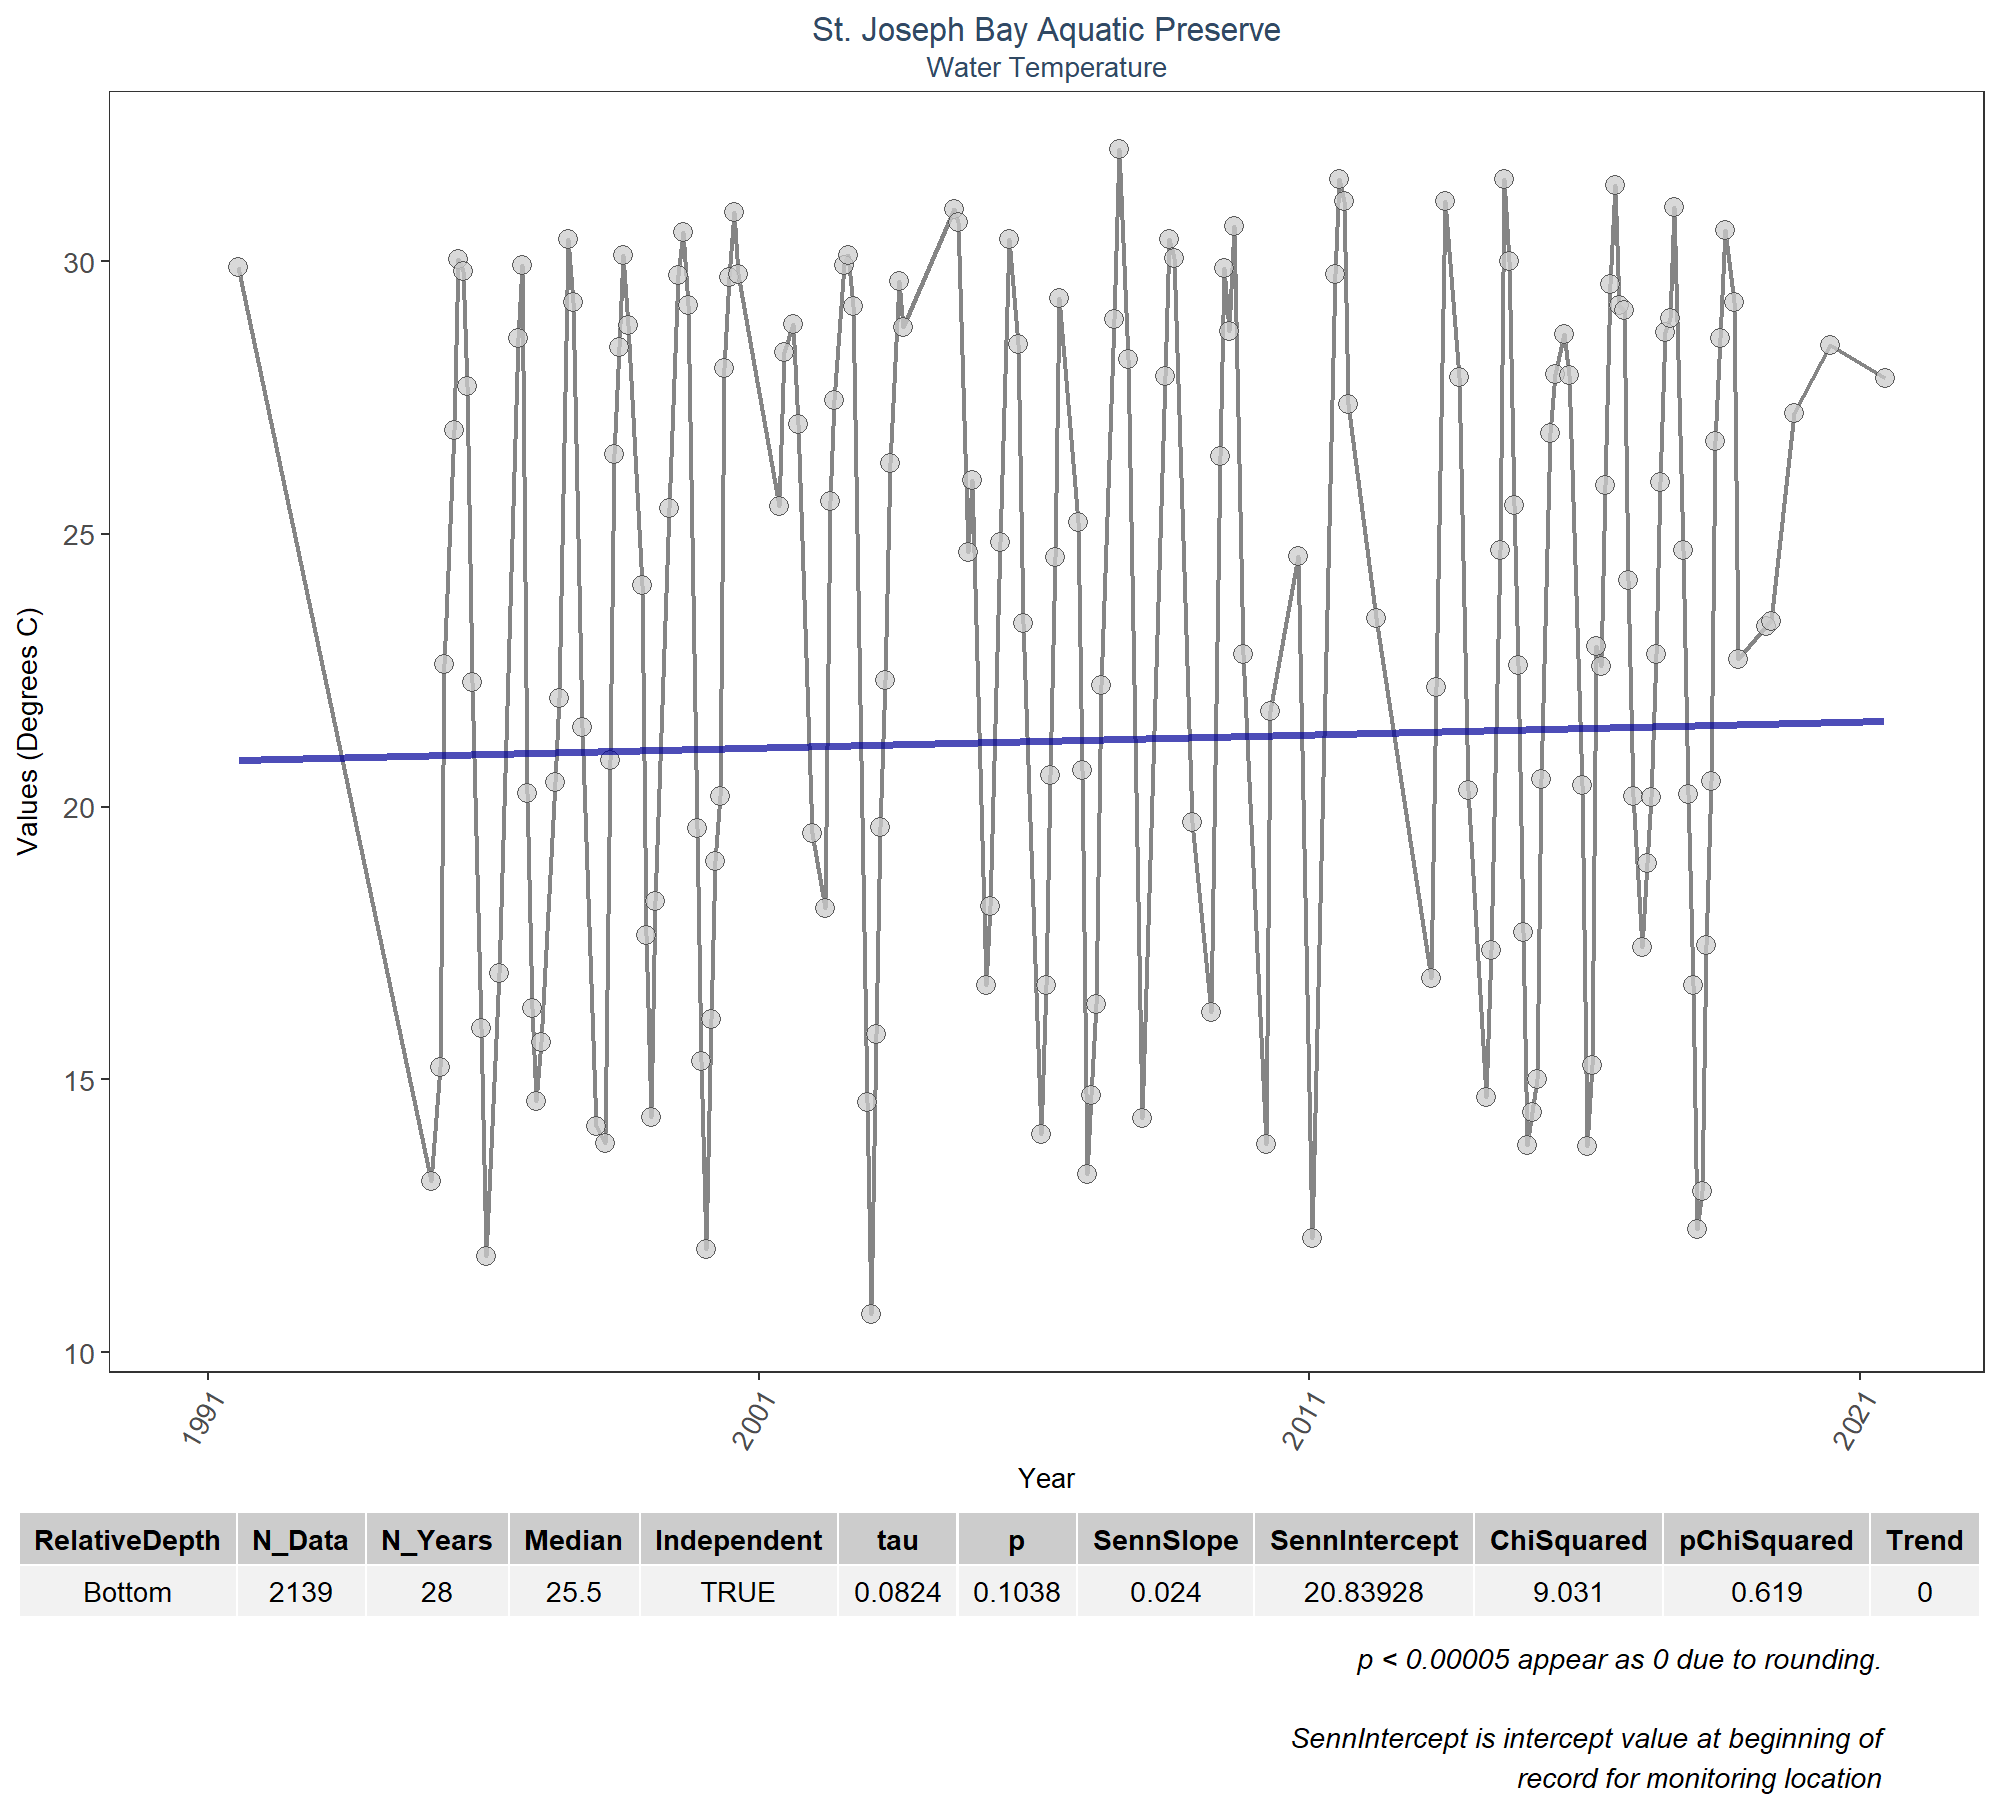 St. Joseph Bay Aquatic Preserve
Water Temperature
Values (Degrees C)
30
25
20
15
10
1991 2001 2011 2021
Year
RelativeDepth N_Data N_Years Median Independent tau p SennSlope SennIntercept ChiSquared pChiSquared Trend
Bottom 2139 28 25.5 TRUE 0.0824 0.1038 0.024 20.83928 9.031 0.619 0
p < 0.00005 appear as 0 due to rounding.
SennIntercept is intercept value at beginning of
record for monitoring location